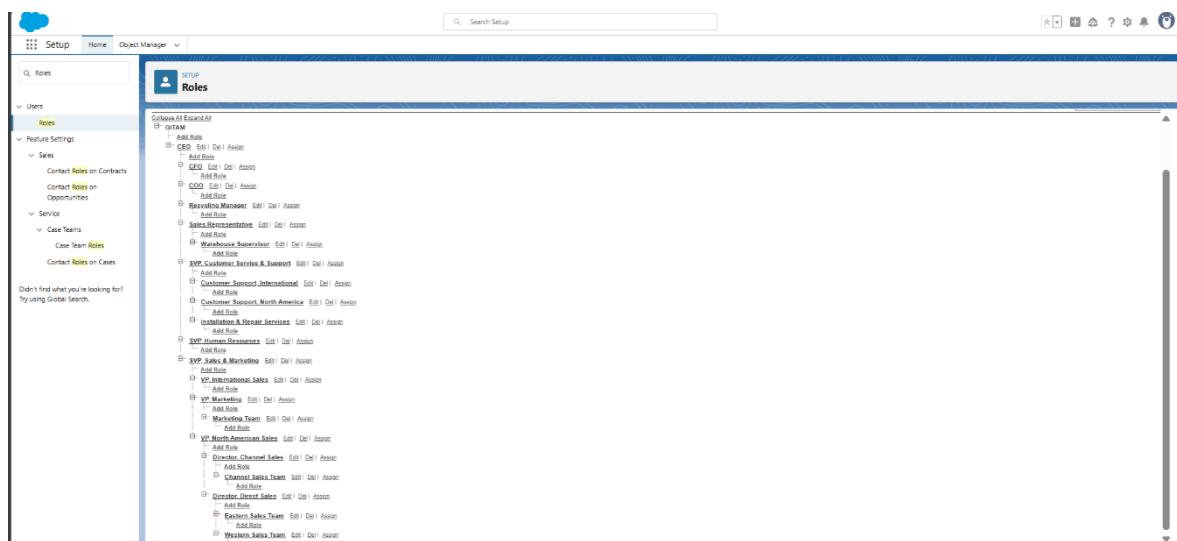 Search Setup
Setup Home Object Manager
Roles
SETUP
Roles
Users
Roles
Feature Settings
Sales
Contact Roles on Contracts
Contact Roles on
Opportunities
Service
Case Teams
Case Team Roles
Contact Roles on Cases
Didn't find what you're looking for?
Try using Global Search.
Collapse All Expand All
GITAM
Add Role
CEO Edit | Del | Assign
Add Role
CFO Edit | Del | Assign
Add Role
COO Edit | Del | Assign
Add Role
Recycling Manager Edit | Del | Assign
Add Role
Sales Representative Edit | Del | Assign
Add Role
Warehouse Supervisor Edit | Del | Assign
Add Role
SVP, Customer Service & Support Edit | Del | Assign
Add Role
Customer Support, International Edit | Del | Assign
Add Role
Customer Support, North America Edit | Del | Assign
Add Role
Installation & Repair Services Edit | Del | Assign
Add Role
SVP, Human Resources Edit | Del | Assign
Add Role
SVP, Sales & Marketing Edit | Del | Assign
Add Role
VP, International Sales Edit | Del | Assign
Add Role
VP, Marketing Edit | Del | Assign
Add Role
Marketing Team Edit | Del | Assign
Add Role
VP, North American Sales Edit | Del | Assign
Add Role
Director, Channel Sales Edit | Del | Assign
Add Role
Channel Sales Team Edit | Del | Assign
Add Role
Director, Direct Sales Edit | Del | Assign
Add Role
Eastern Sales Team Edit | Del | Assign
Add Role
Western Sales Team Edit | Del | Assign